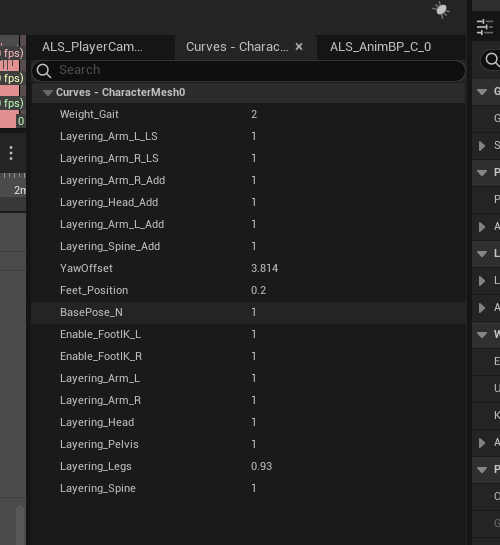 ALS_PlayerCam...
Curves - Charac... ×
ALS_AnimBP_C_0
fps)
fps)
fps)
0
Search
Curves - CharacterMesh0
Weight_Gait 2
Layering_Arm_L_LS 1
Layering_Arm_R_LS 1
Layering_Arm_R_Add 1
Layering_Head_Add 1
Layering_Arm_L_Add 1
Layering_Spine_Add 1
YawOffset 3.814
Feet_Position 0.2
BasePose_N 1
Enable_FootIK_L 1
Enable_FootIK_R 1
Layering_Arm_L 1
Layering_Arm_R 1
Layering_Head 1
Layering_Pelvis 1
Layering_Legs 0.93
Layering_Spine 1